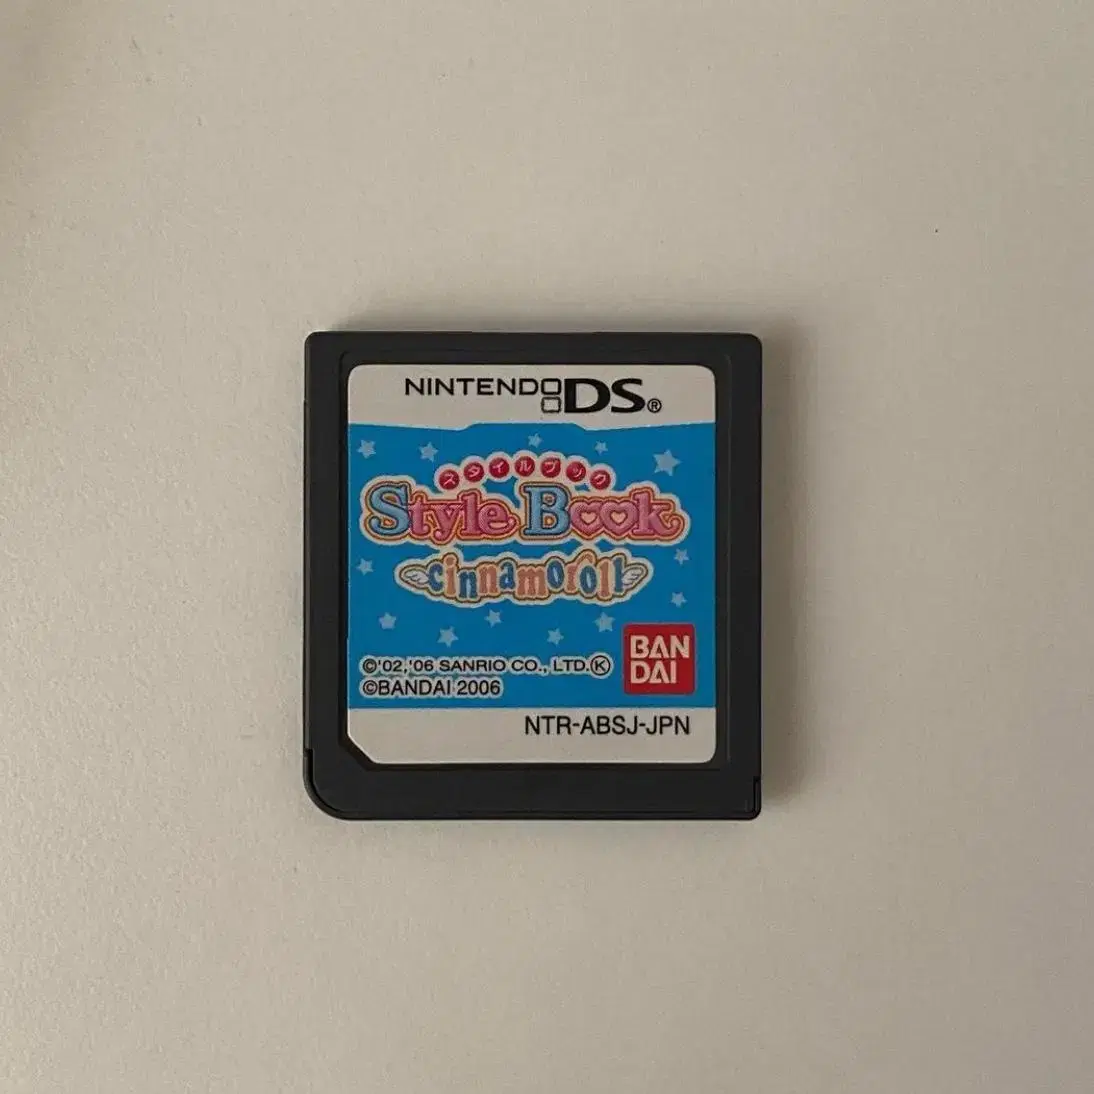 NINTENDO DS®
スタイルブック
Style Book
cinnamoroll
©'02,'06 SANRIO CO., LTD.Ⓚ
©BANDAI 2006
BAN
DAI
NTR-ABSJ-JPN